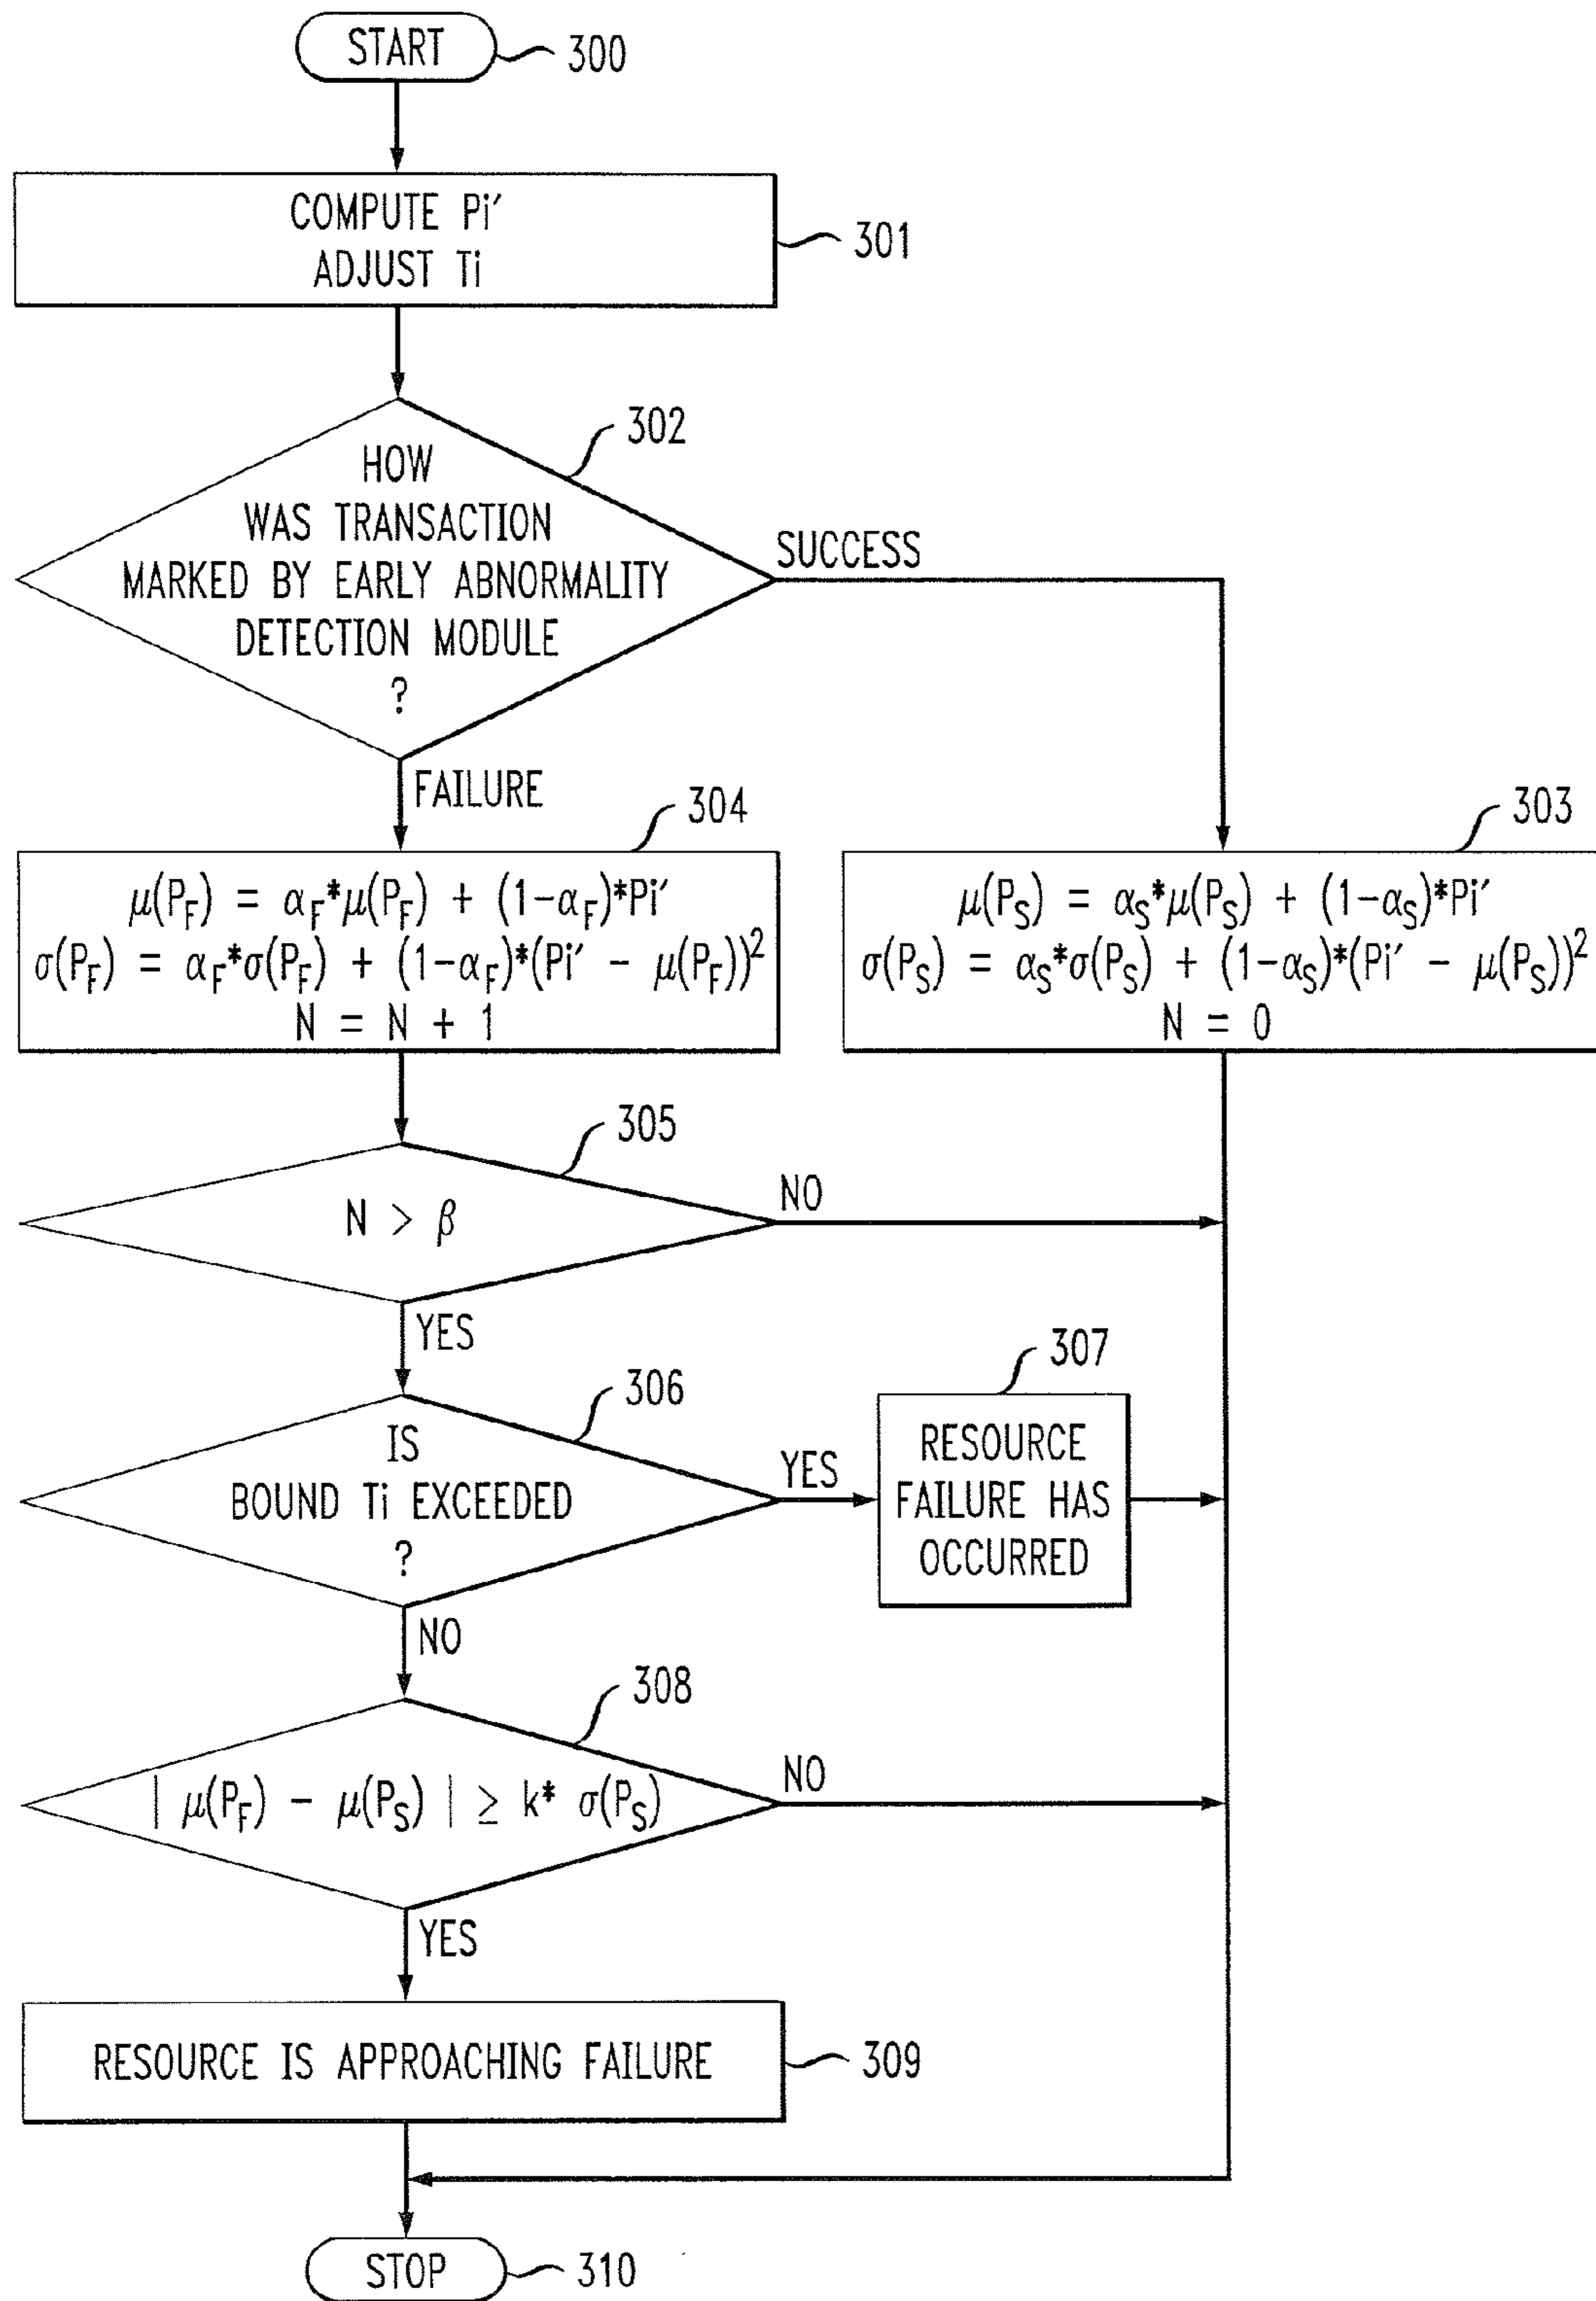 START
300
COMPUTE Pi′
ADJUST Ti
301
302
HOW
WAS TRANSACTION
MARKED BY EARLY ABNORMALITY
DETECTION MODULE
?
SUCCESS
FAILURE
304
μ(P_F) = α_F*μ(P_F) + (1-α_F)*Pi′
σ(P_F) = α_F*σ(P_F) + (1-α_F)*(Pi′ - μ(P_F))²
N = N + 1
303
μ(P_S) = α_S*μ(P_S) + (1-α_S)*Pi′
σ(P_S) = α_S*σ(P_S) + (1-α_S)*(Pi′ - μ(P_S))²
N = 0
305
N > β
NO
YES
306
IS
BOUND Ti EXCEEDED
?
YES
307
RESOURCE
FAILURE HAS
OCCURRED
NO
308
| μ(P_F) - μ(P_S) | ≥ k* σ(P_S)
NO
YES
RESOURCE IS APPROACHING FAILURE
309
STOP
310